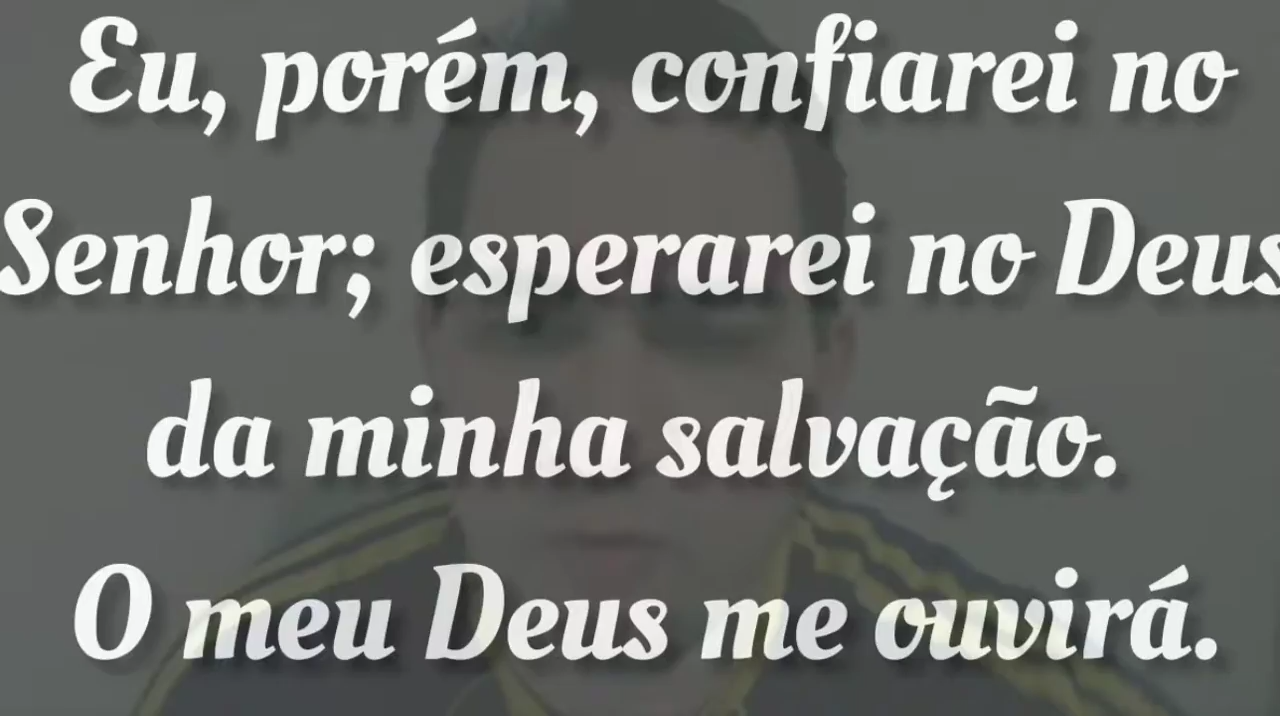 Eu, porém, confiarei no
Senhor; esperarei no Deus
da minha salvação.
O meu Deus me ouvirá.